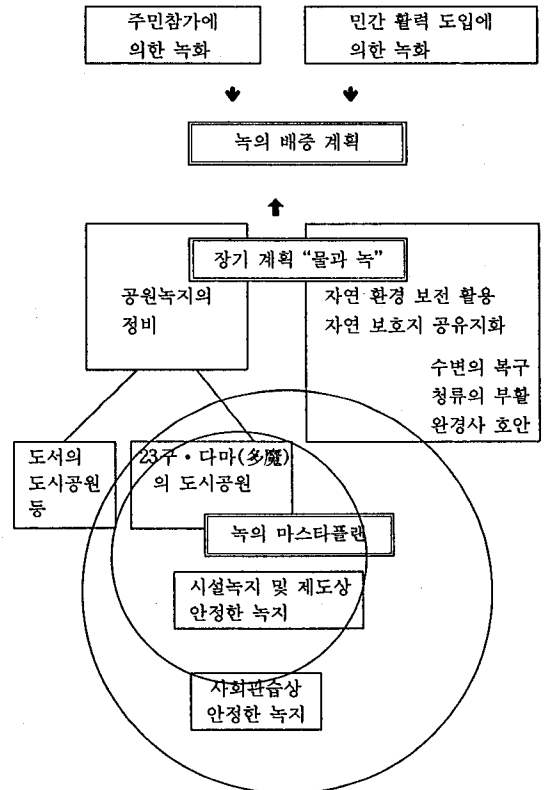 주민참가에
의한 녹화
민간 활력 도입에
의한 녹화
녹의 배증 계획
장기 계획 “물과 녹”
공원녹지의
정비
자연 환경 보전 활용
자연 보호지 공유지화
수변의 복구
청류의 부활
완경사 호안
도서의
도시공원
등
23구·다마(多魔)
의 도시공원
녹의 마스타플랜
시설녹지 및 제도상
안정한 녹지
사회관습상
안정한 녹지